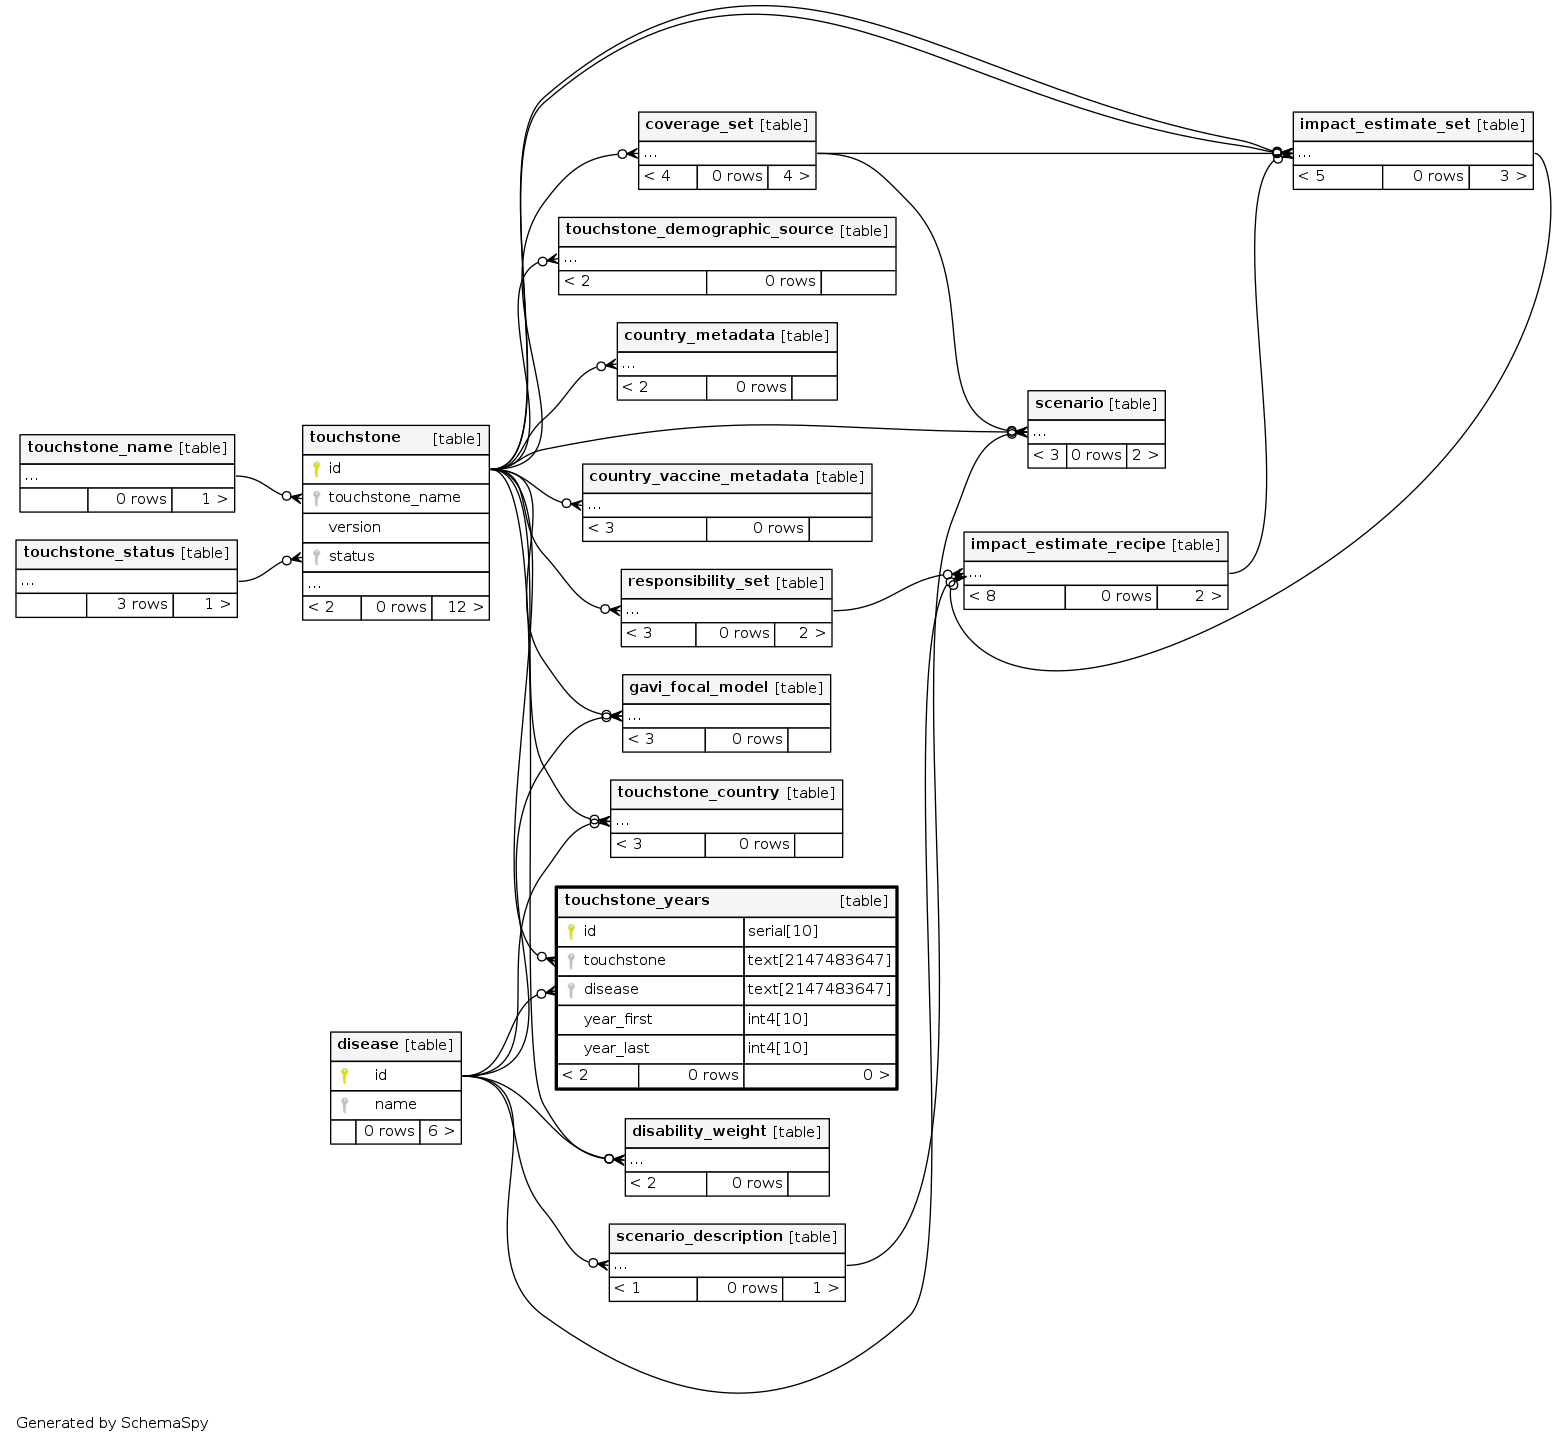 coverage_set [table]
...
< 4 0 rows 4 >
impact_estimate_set [table]
...
< 5 0 rows 3 >
touchstone_demographic_source [table]
...
< 2 0 rows
country_metadata [table]
...
< 2 0 rows
scenario [table]
...
< 3 0 rows 2 >
touchstone_name [table]
...
0 rows 1 >
touchstone [table]
id
touchstone_name
version
status
...
< 2 0 rows 12 >
country_vaccine_metadata [table]
...
< 3 0 rows
touchstone_status [table]
...
3 rows 1 >
impact_estimate_recipe [table]
...
< 8 0 rows 2 >
responsibility_set [table]
...
< 3 0 rows 2 >
gavi_focal_model [table]
...
< 3 0 rows
touchstone_country [table]
...
< 3 0 rows
touchstone_years [table]
id serial[10]
touchstone text[2147483647]
disease text[2147483647]
year_first int4[10]
year_last int4[10]
< 2 0 rows 0 >
disease [table]
id
name
0 rows 6 >
disability_weight [table]
...
< 2 0 rows
scenario_description [table]
...
< 1 0 rows 1 >
Generated by SchemaSpy